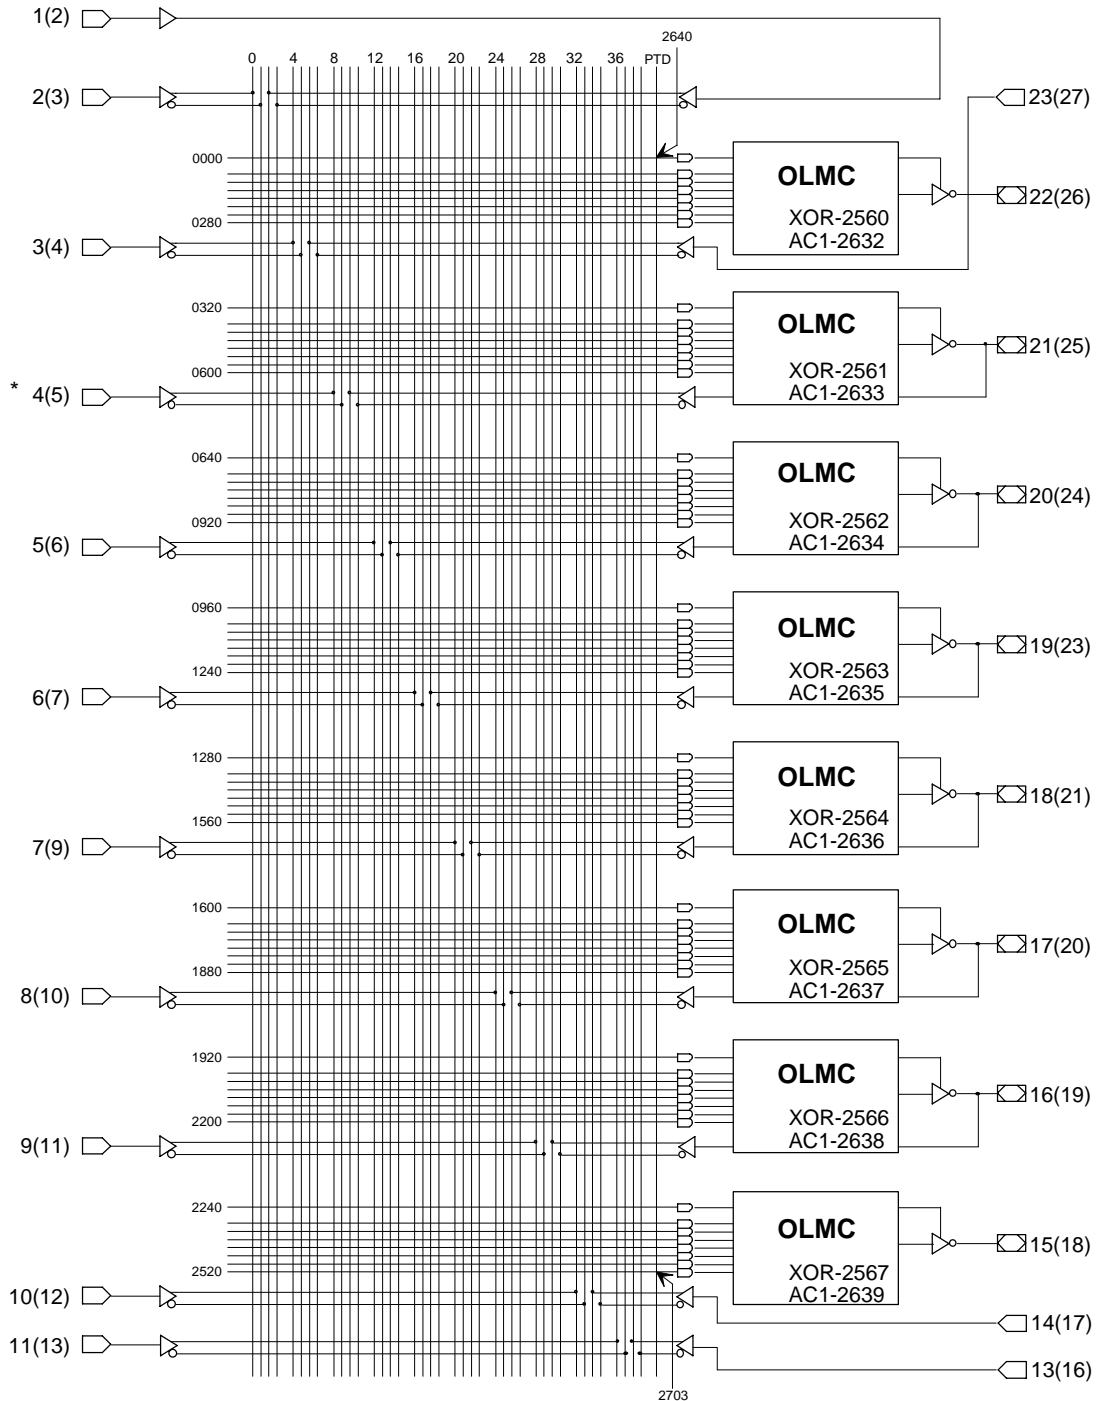 1(2)
2640
0 4 8 12 16 20 24 28 32 36 PTD
2(3)
23(27)
0000
OLMC
22(26)
XOR-2560
0280
AC1-2632
3(4)
0320
OLMC
21(25)
XOR-2561
0600
AC1-2633
* 4(5)
0640
OLMC
20(24)
XOR-2562
0920
AC1-2634
5(6)
0960
OLMC
19(23)
XOR-2563
1240
AC1-2635
6(7)
1280
OLMC
18(21)
XOR-2564
1560
AC1-2636
7(9)
1600
OLMC
17(20)
XOR-2565
1880
AC1-2637
8(10)
1920
OLMC
16(19)
XOR-2566
2200
AC1-2638
9(11)
2240
OLMC
15(18)
XOR-2567
2520
AC1-2639
10(12)
14(17)
11(13)
13(16)
2703